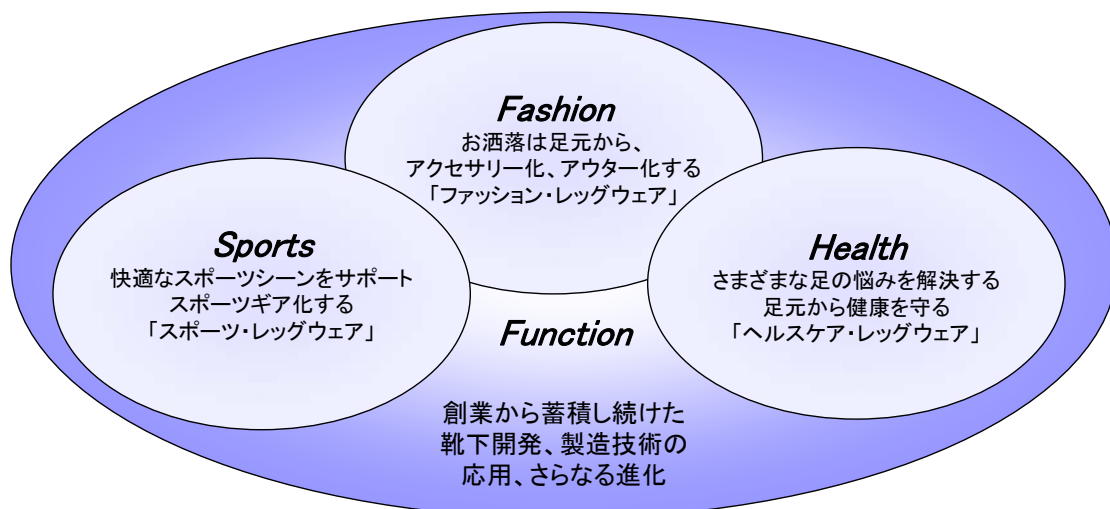 Fashion
お洒落は足元から、
アクセサリー化、アウター化する
「ファッション・レッグウェア」
Sports
快適なスポーツシーンをサポート
スポーツギア化する
「スポーツ・レッグウェア」
Health
さまざまな足の悩みを解決する
足元から健康を守る
「ヘルスケア・レッグウェア」
Function
創業から蓄積し続けた
靴下開発、製造技術の
応用、さらなる進化